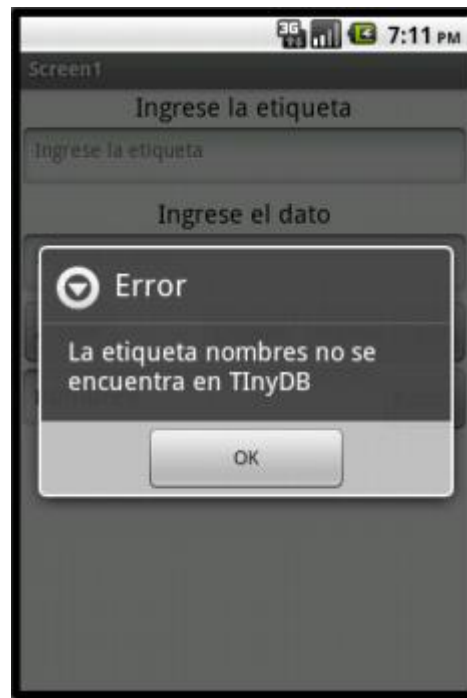 3G 7:11 PM
Screen1
Ingrese la etiqueta
Ingrese la etiqueta
Ingrese el dato
Error
La etiqueta nombres no se
encuentra en TInyDB
OK